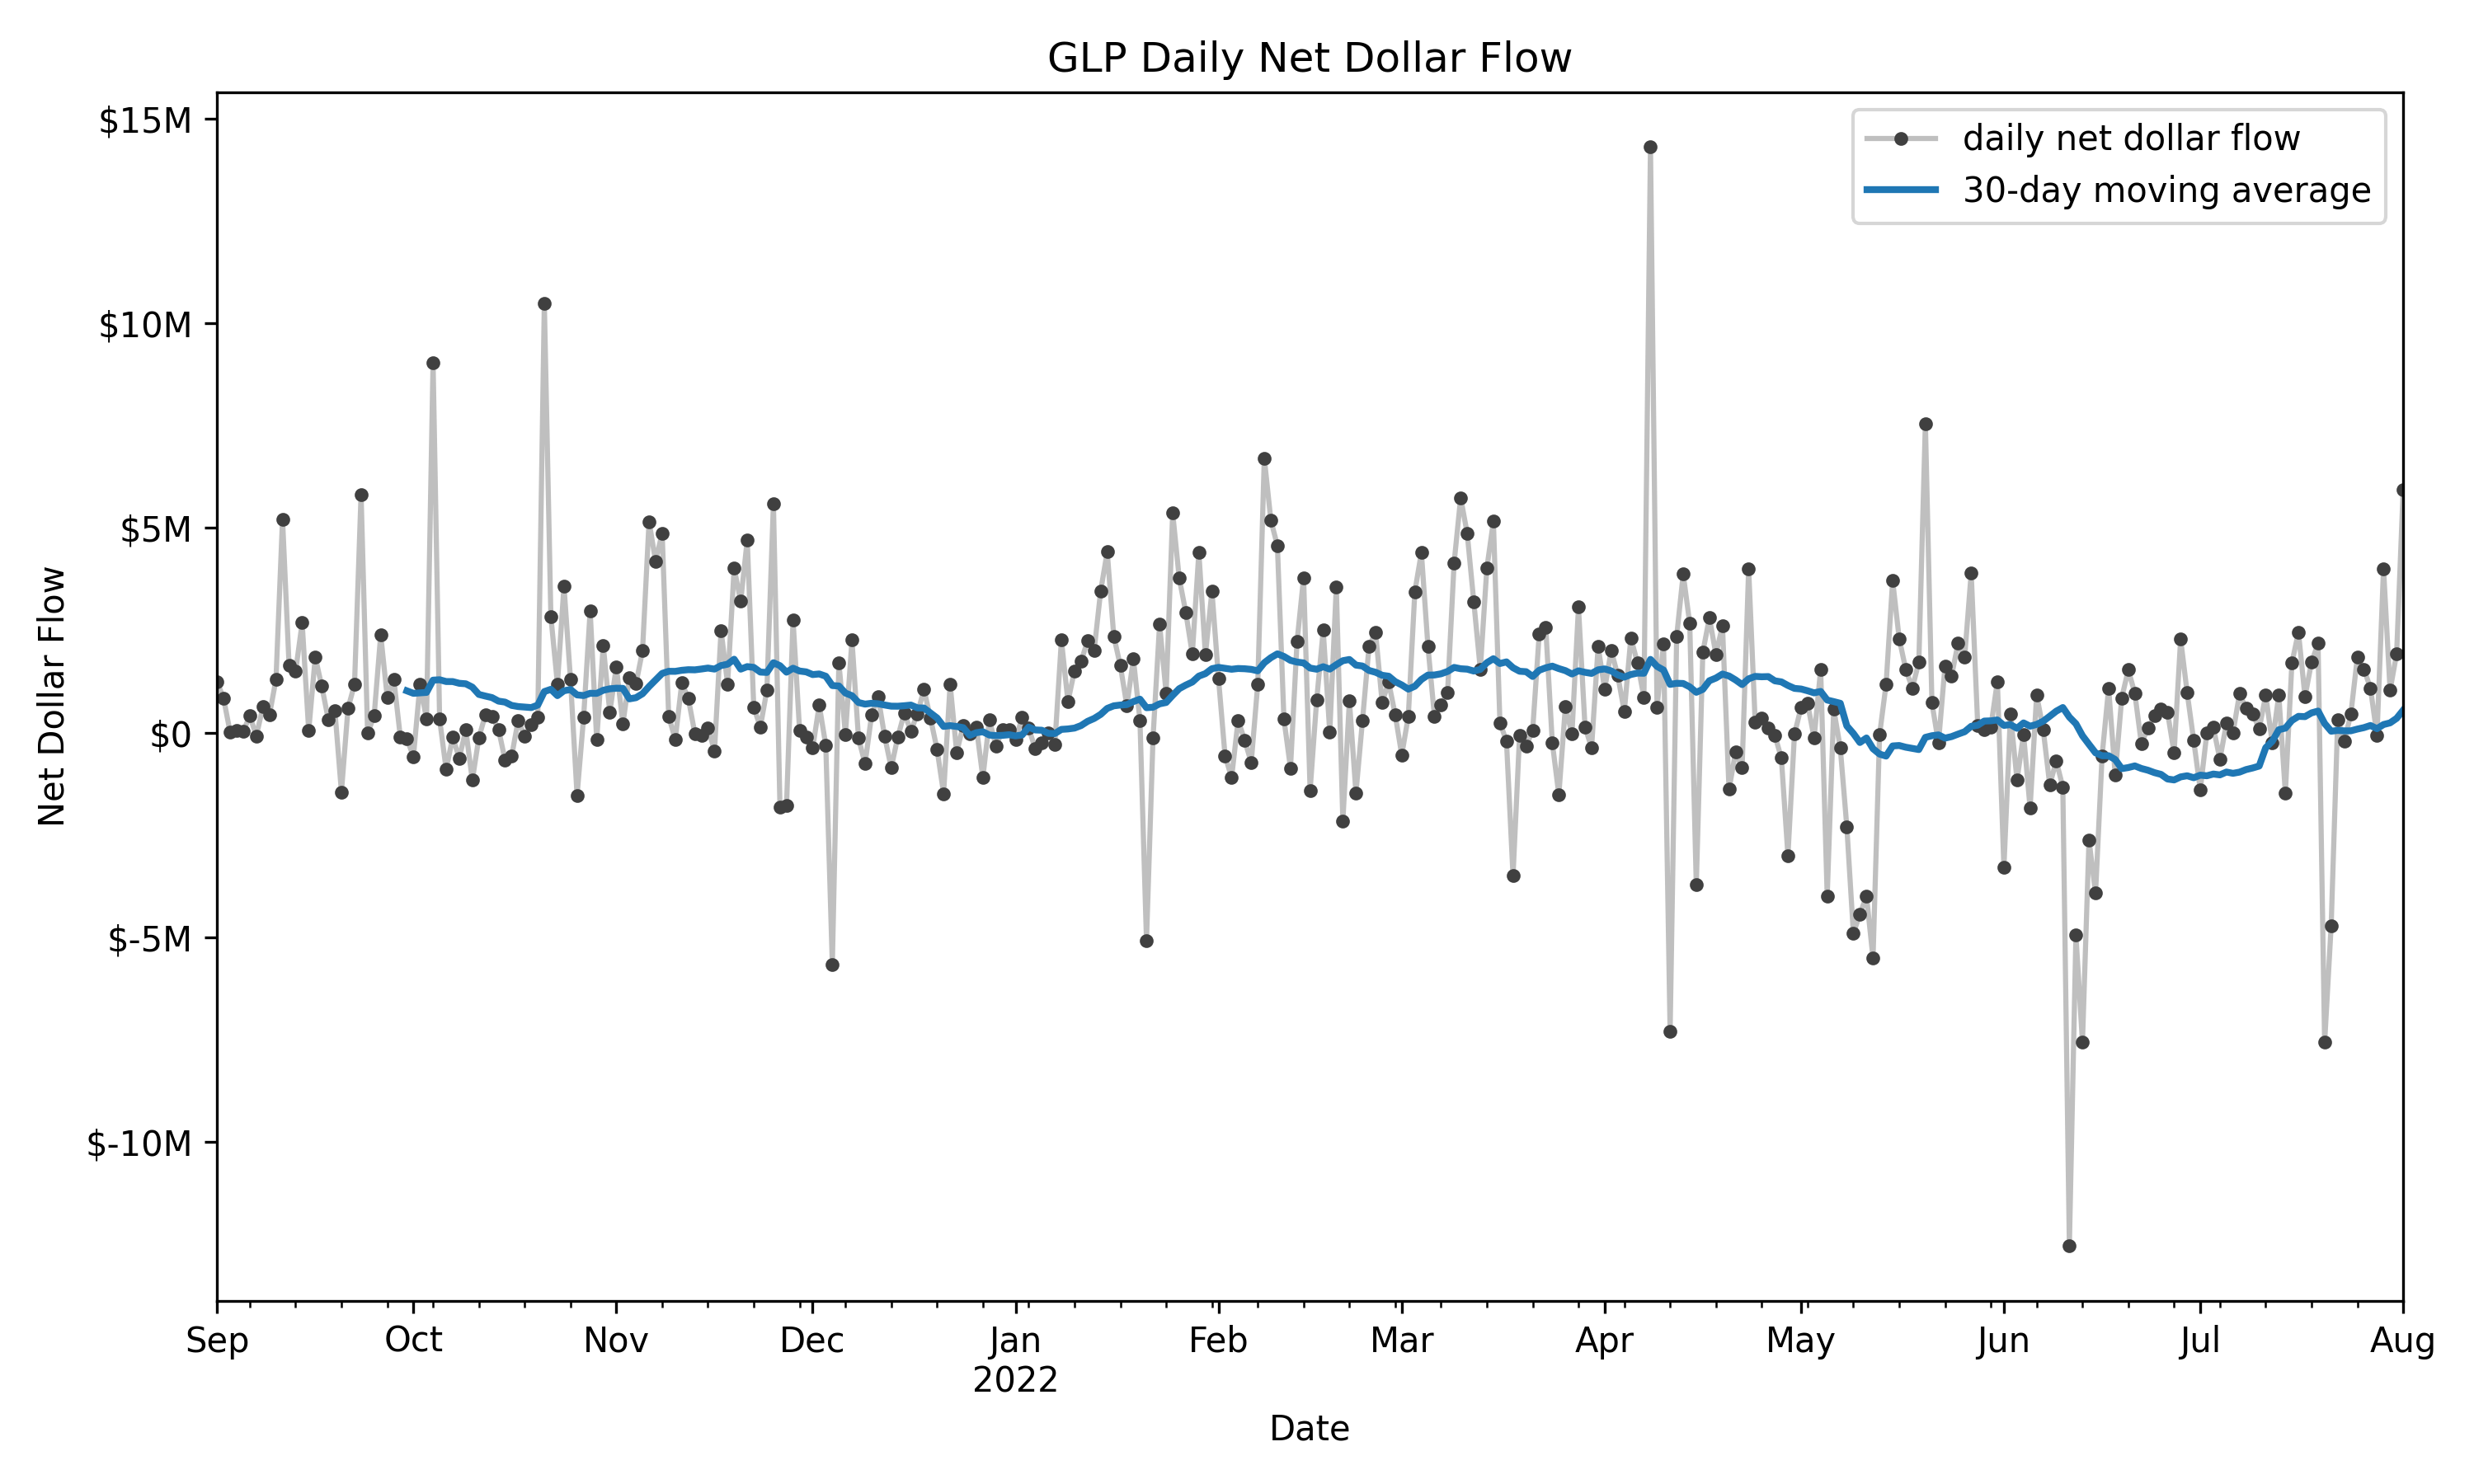 GLP Daily Net Dollar Flow
daily net dollar flow
30-day moving average
$15M
$10M
$5M
$0
$-5M
$-10M
Net Dollar Flow
Sep Oct Nov Dec Jan Feb Mar Apr May Jun Jul Aug
2022
Date